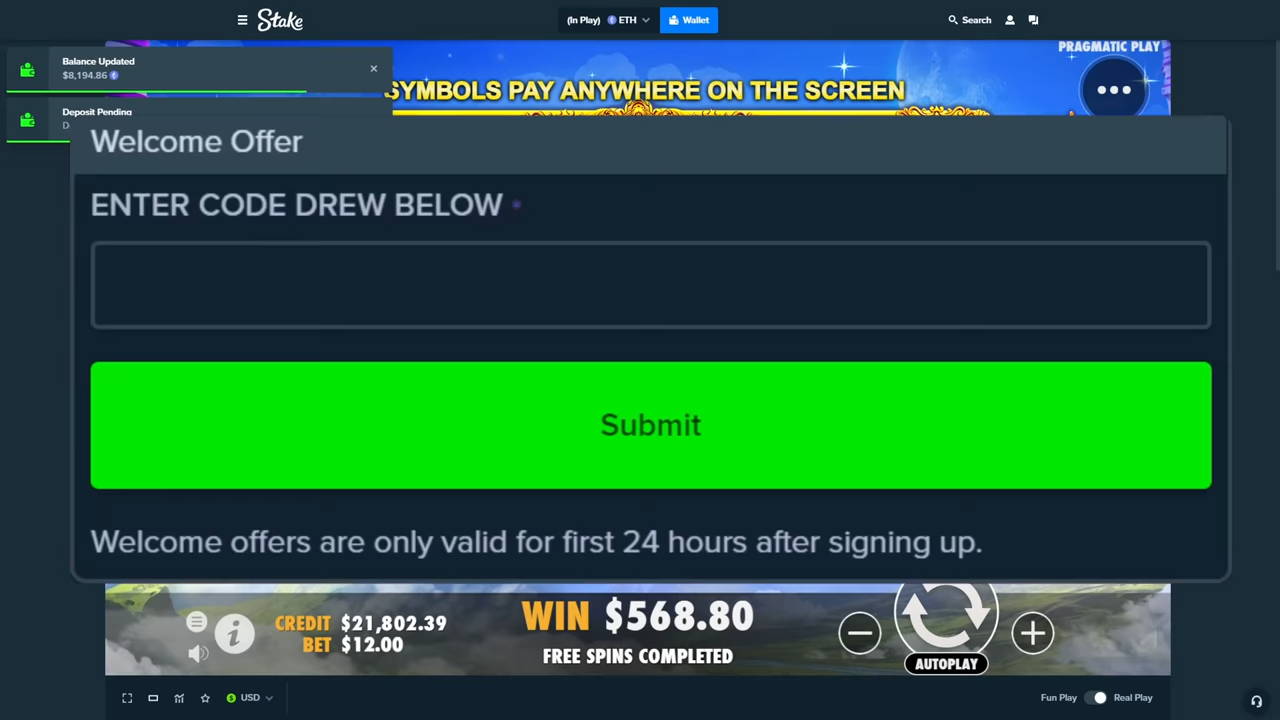 Stake
(In Play) ETH
Wallet
Search
Balance Updated
$8,194.86
Deposit Pending
PRAGMATIC PLAY
SYMBOLS PAY ANYWHERE ON THE SCREEN
Welcome Offer
ENTER CODE DREW BELOW *
Submit
Welcome offers are only valid for first 24 hours after signing up.
CREDIT $21,802.39
BET $12.00
WIN $568.80
FREE SPINS COMPLETED
AUTOPLAY
USD
Fun Play
Real Play